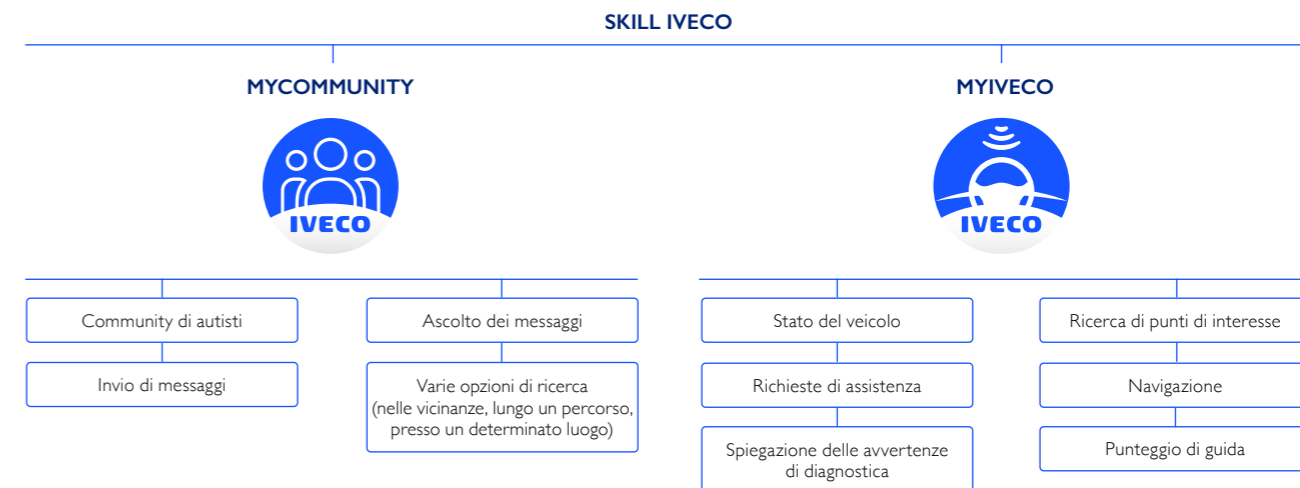 SKILL IVECO
MYCOMMUNITY
IVECO
Community di autisti
Invio di messaggi
Ascolto dei messaggi
Varie opzioni di ricerca
(nelle vicinanze, lungo un percorso,
presso un determinato luogo)
MYIVECO
IVECO
Stato del veicolo
Richieste di assistenza
Spiegazione delle avvertenze
di diagnostica
Ricerca di punti di interesse
Navigazione
Punteggio di guida